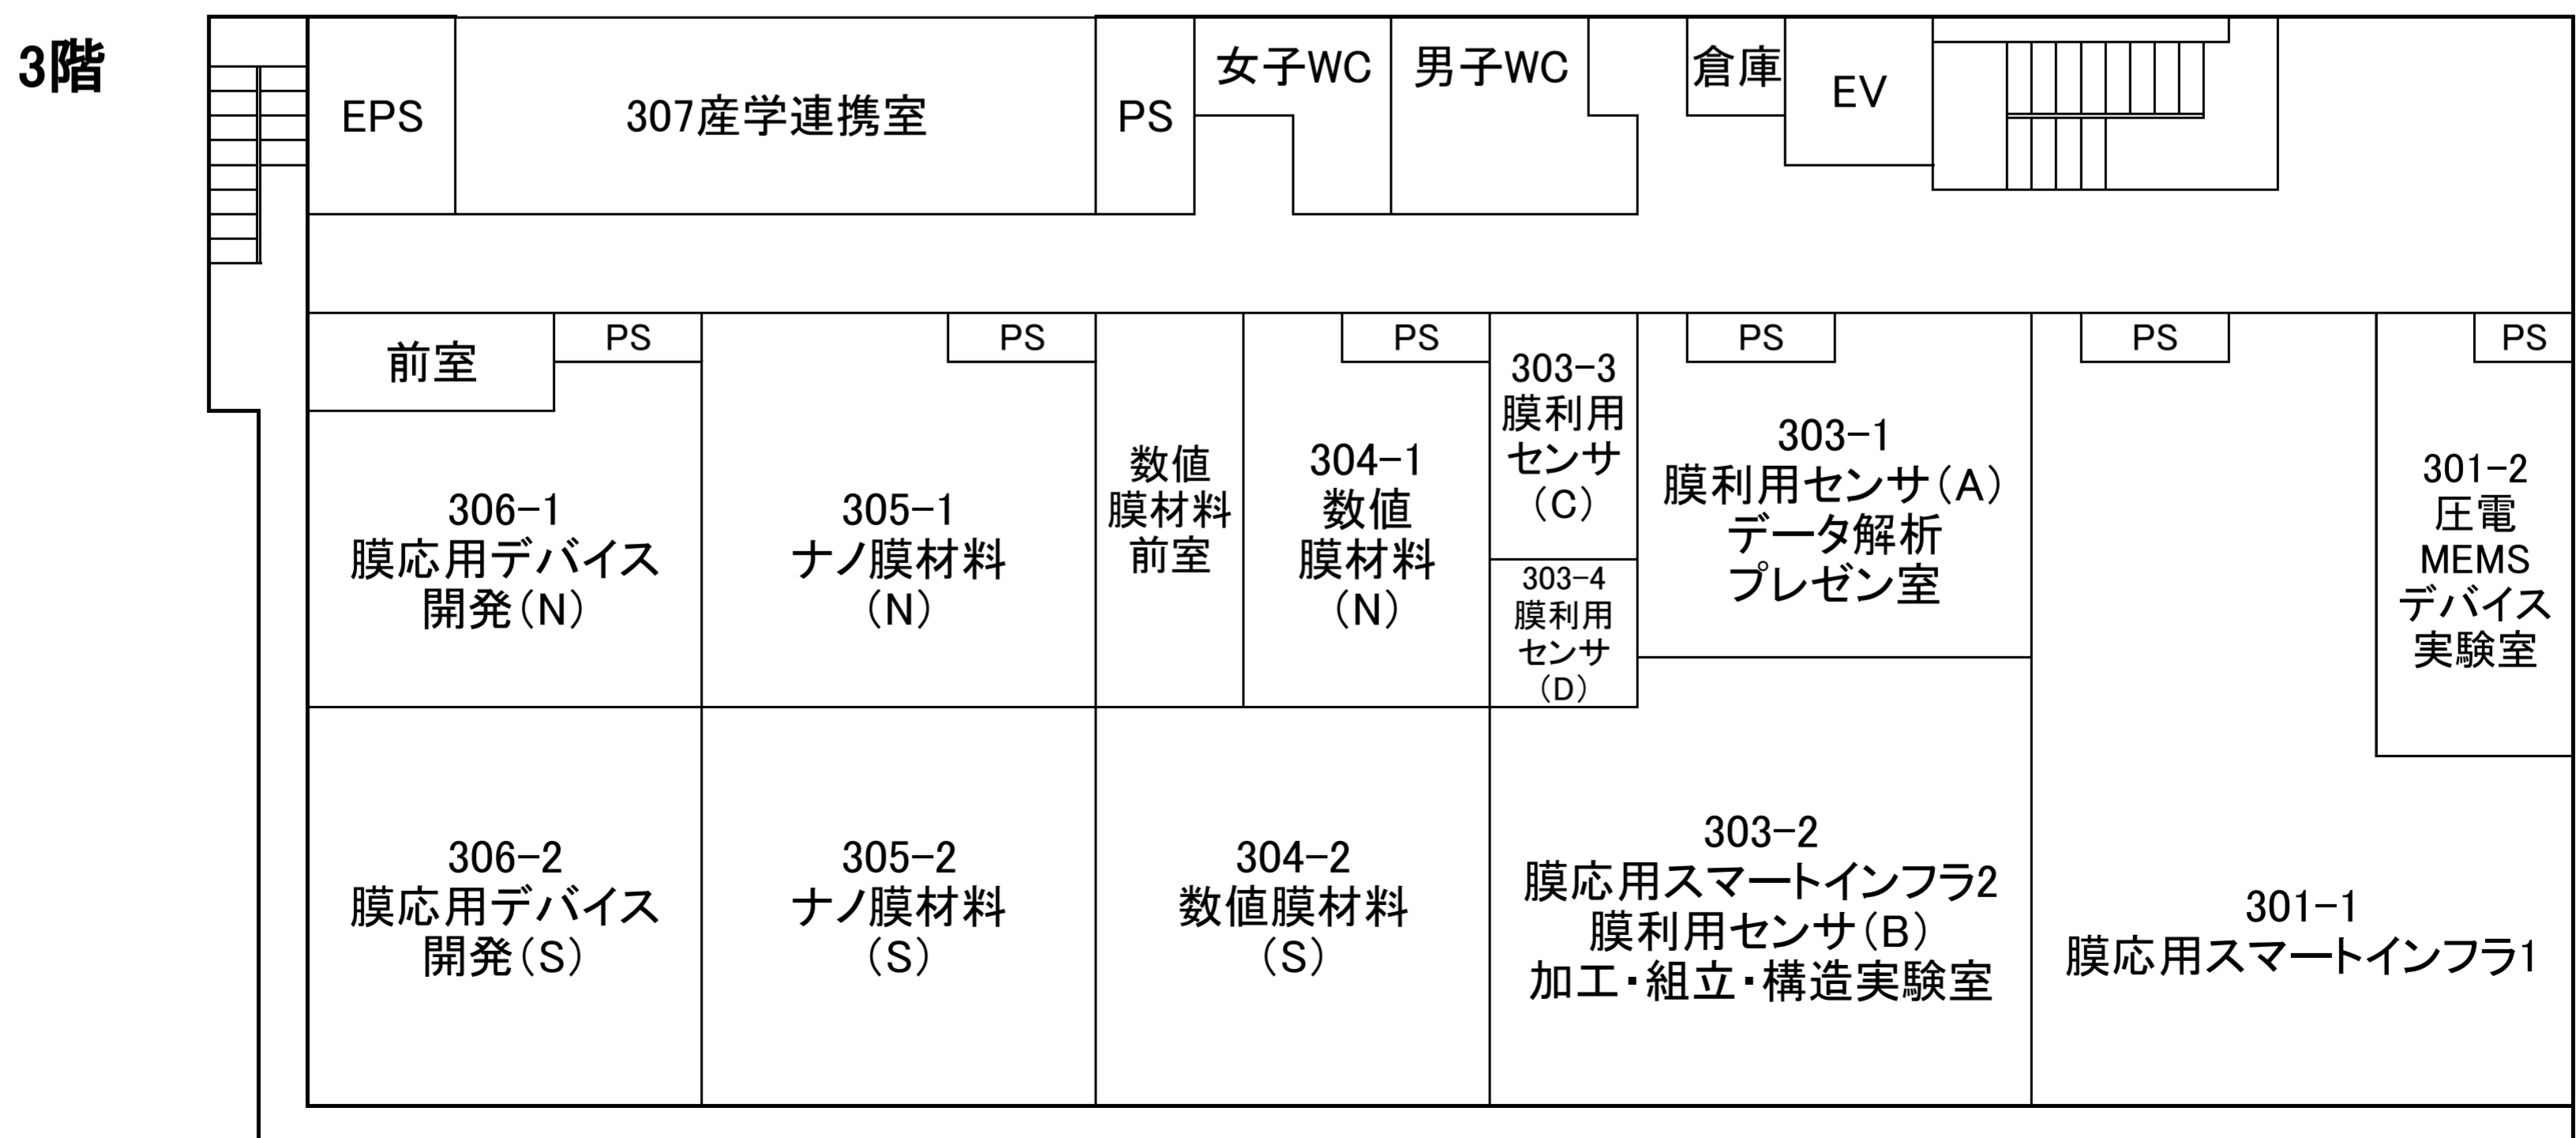 3階
EPS
307産学連携室
PS
女子WC
男子WC
倉庫
EV
前室
PS
PS
PS
PS
PS
PS
306-1
膜応用デバイス
開発(N)
305-1
ナノ膜材料
(N)
数値
膜材料
前室
304-1
数値
膜材料
(N)
303-3
膜利用
センサ
(C)
303-4
膜利用
センサ
(D)
303-1
膜利用センサ(A)
データ解析
プレゼン室
301-2
圧電
MEMS
デバイス
実験室
306-2
膜応用デバイス
開発(S)
305-2
ナノ膜材料
(S)
304-2
数値膜材料
(S)
303-2
膜応用スマートインフラ2
膜利用センサ(B)
加工・組立・構造実験室
301-1
膜応用スマートインフラ1